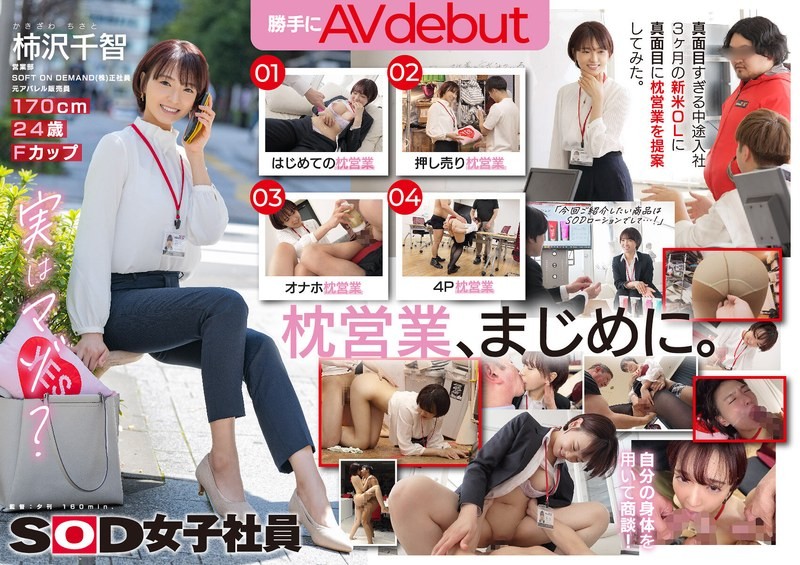 かきざわ ちさと
柿沢千智
営業部
SOFT ON DEMAND(株)正社員
元アパレル販売員
170cm
24歳
Fカップ
実はマゾ?
YES
監督:夕刊 160min.
SOD女子社員
勝手にAVdebut
01
はじめての枕営業
02
押し売り枕営業
03
オナホ枕営業
04
4P枕営業
真面目すぎる中途入社
3ヶ月の新米OLに
真面目に枕営業を提案
してみた。
「今回ご紹介したい商品は
SODローションでして…!」
枕営業、まじめに。
自分の身体を
用いて商談!